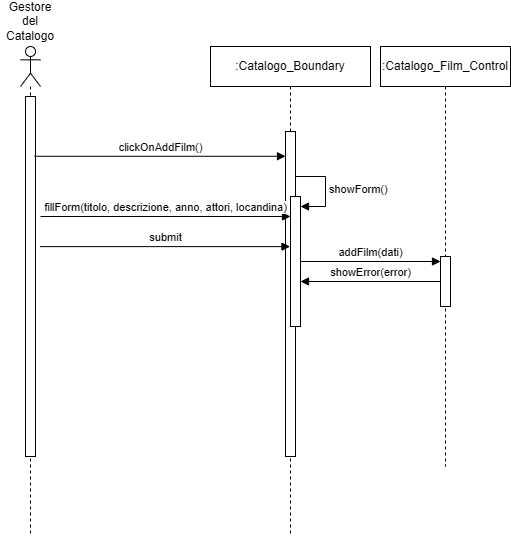 Gestore
del
Catalogo
:Catalogo_Boundary
:Catalogo_Film_Control
clickOnAddFilm()
showForm()
fillForm(titolo, descrizione, anno, attori, locandina)
submit
addFilm(dati)
showError(error)